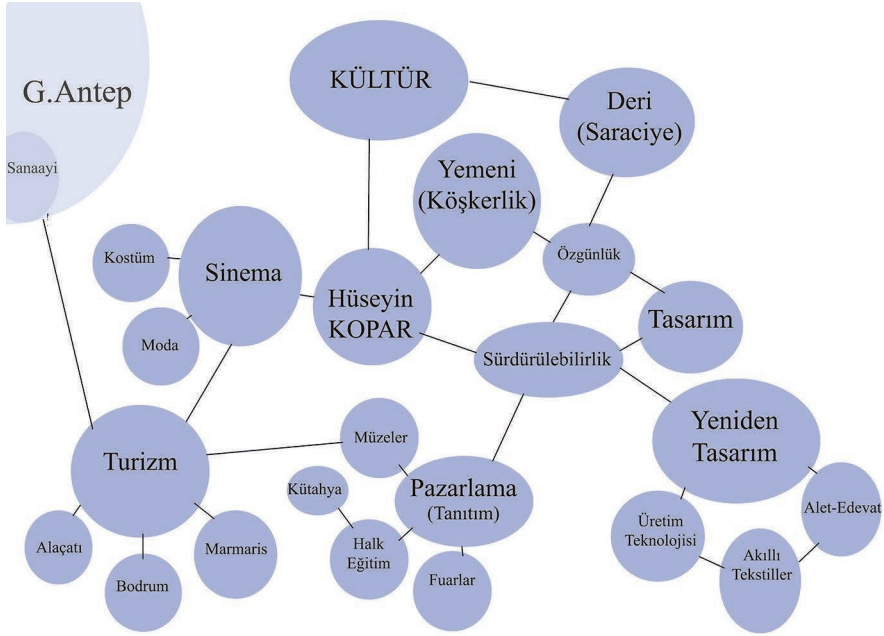 G.Antep
Sanaayi
KÜLTÜR
Deri
(Saraciye)
Yemeni
(Köşkerlik)
Özgünlük
Kostüm
Sinema
Moda
Hüseyin
KOPAR
Tasarım
Sürdürülebilirlik
Yeniden
Tasarım
Turizm
Müzeler
Kütahya
Pazarlama
(Tanıtım)
Alaçatı
Bodrum
Marmaris
Halk
Eğitim
Fuarlar
Üretim
Teknolojisi
Akıllı
Tekstiller
Alet-Edevat